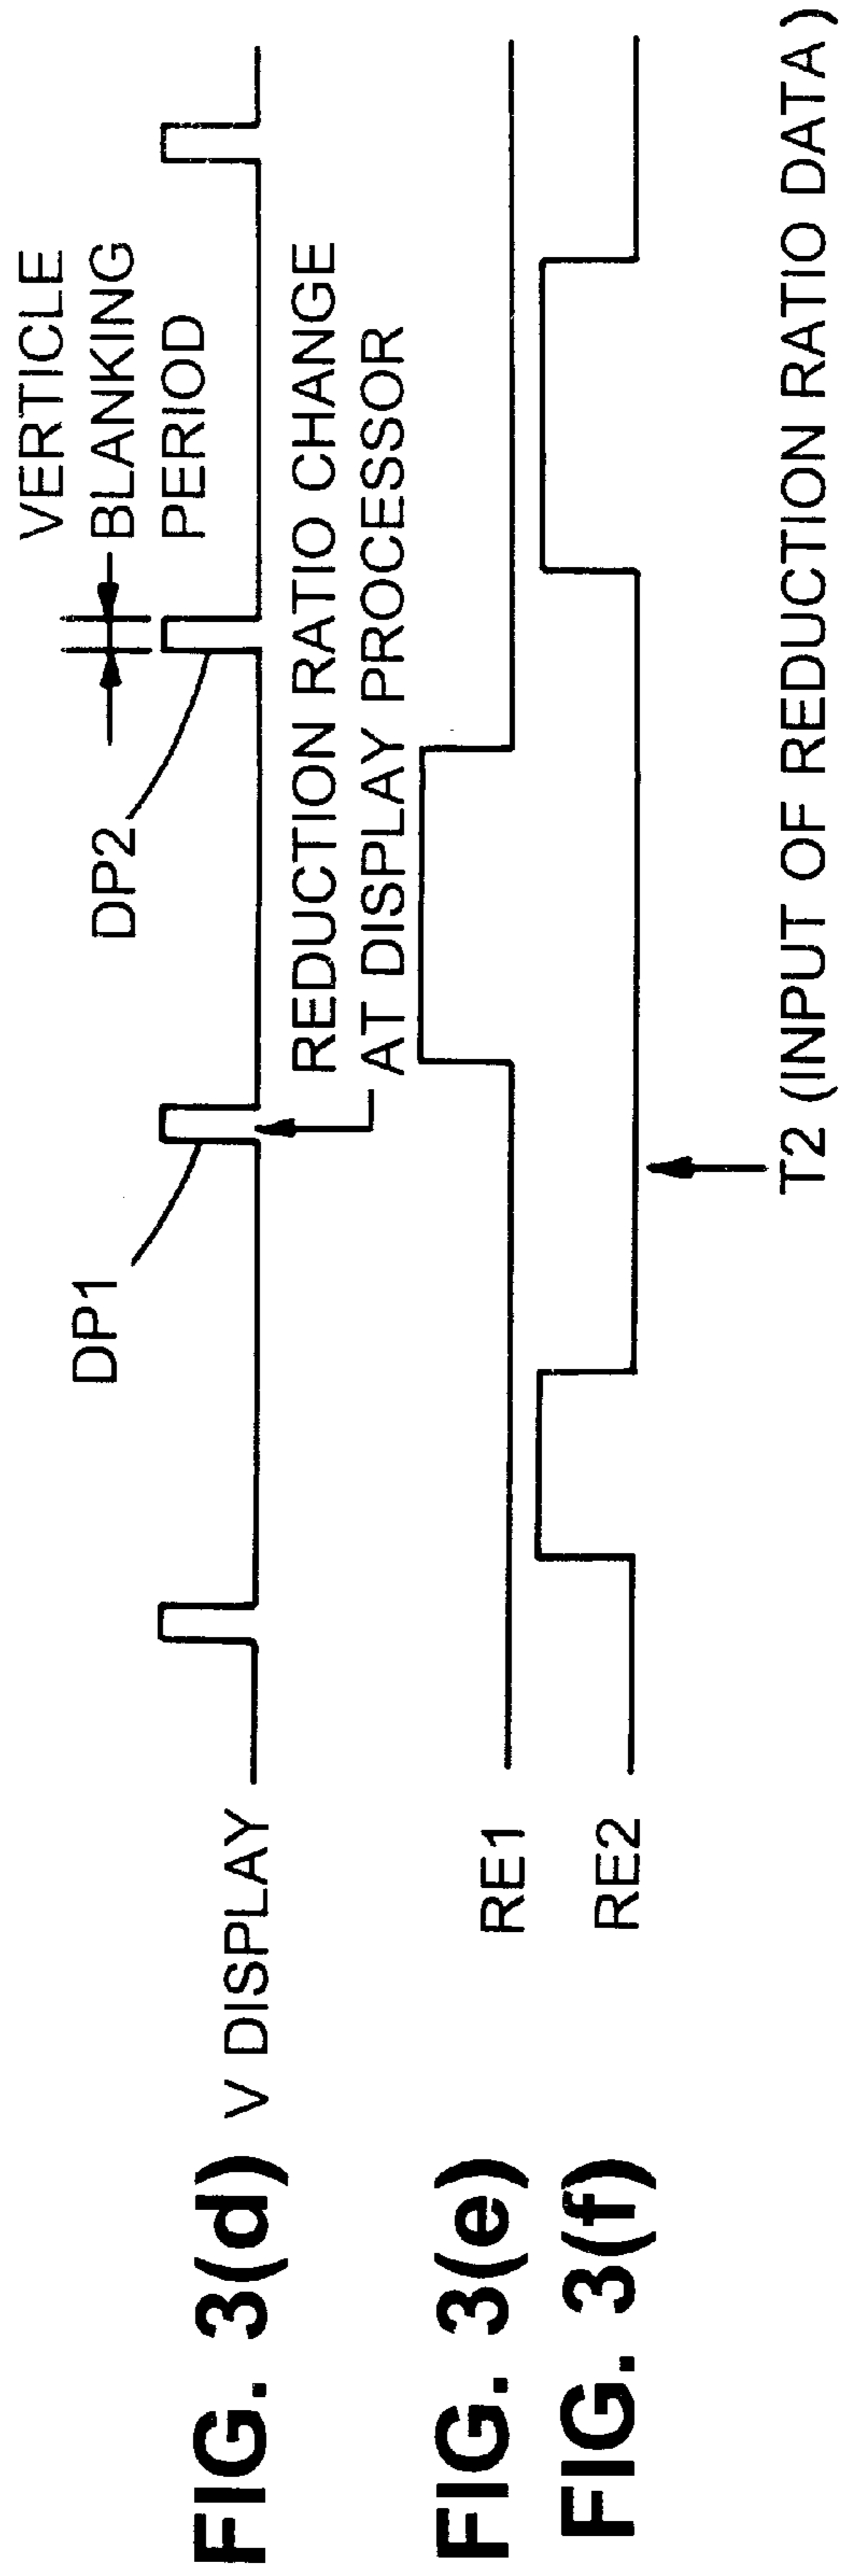 VERTICLE
BLANKING
PERIOD
DP1
DP2
FIG. 3(d) V DISPLAY
REDUCTION RATIO CHANGE
AT DISPLAY PROCESSOR
FIG. 3(e) RE1
FIG. 3(f) RE2
T2 (INPUT OF REDUCTION RATIO DATA)